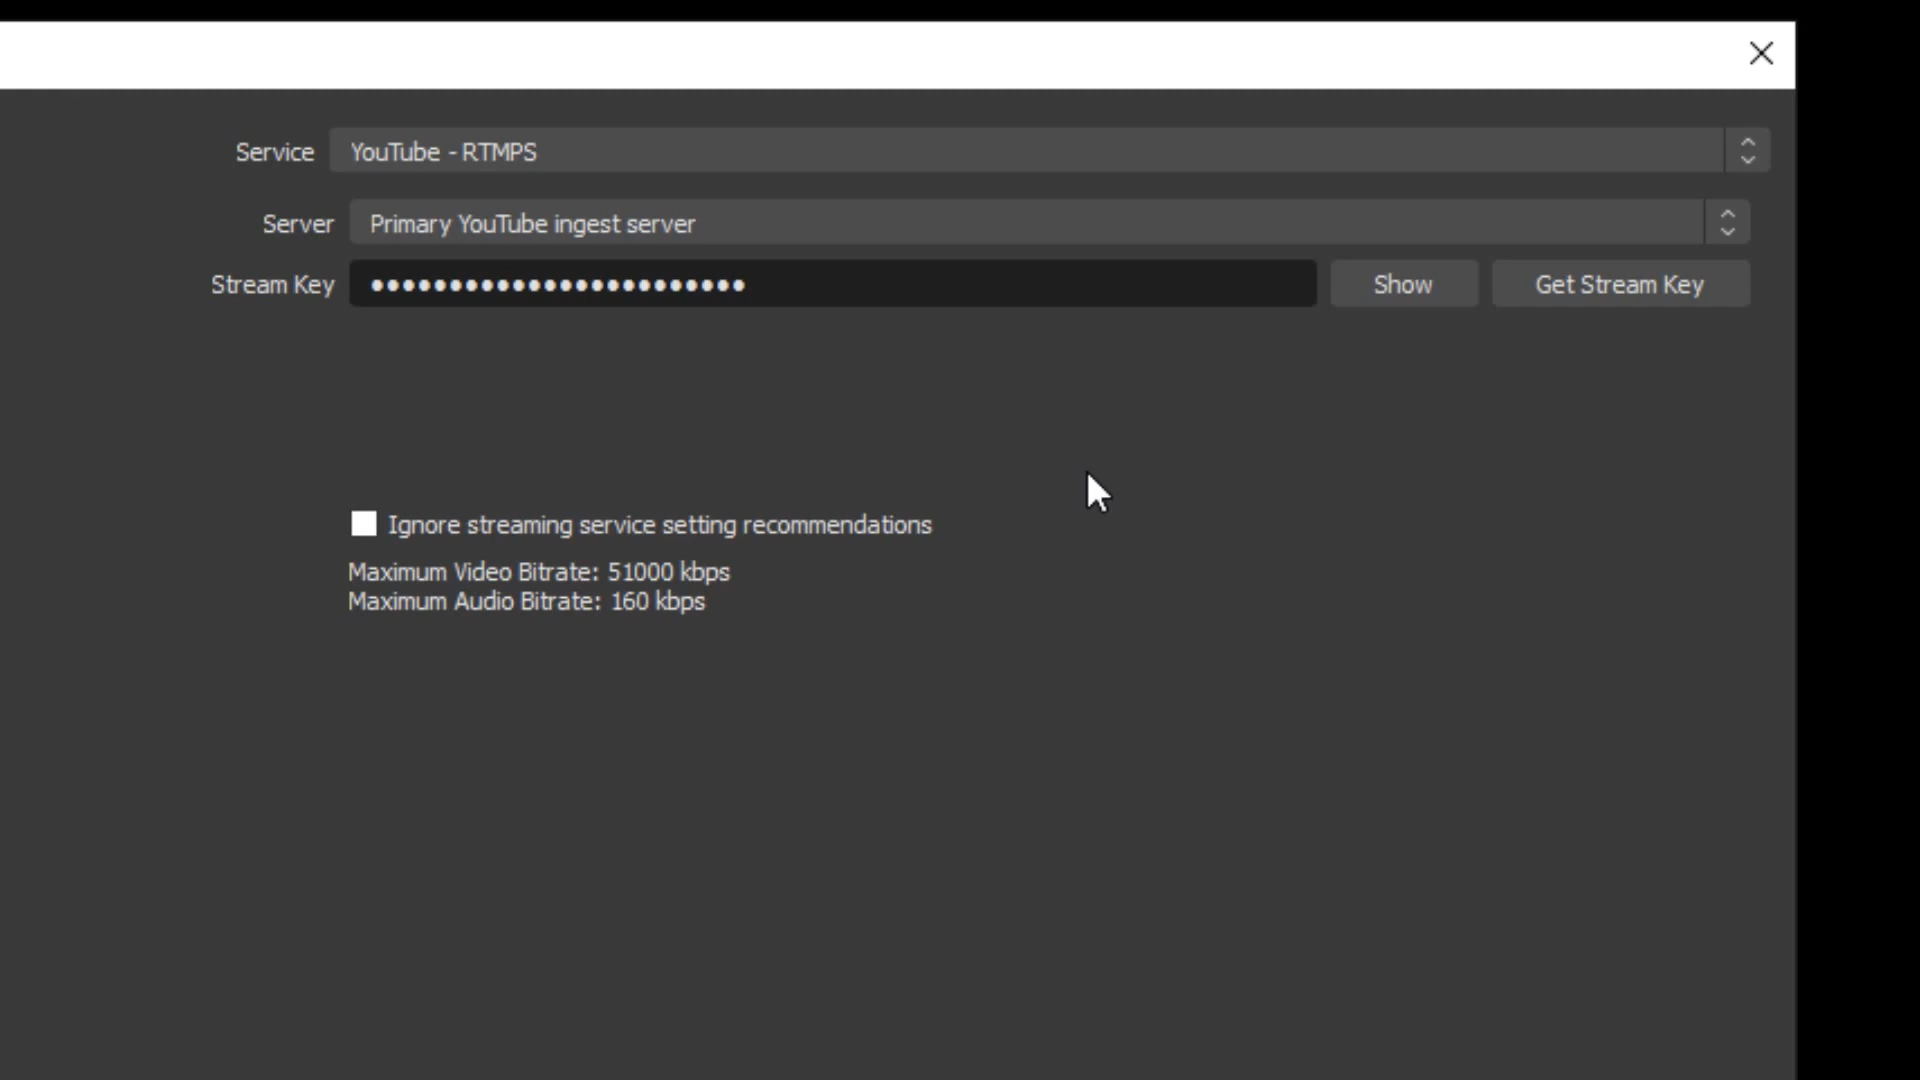 Service YouTube - RTMPS
Server Primary YouTube ingest server
Stream Key ●●●●●●●●●●●●●●●●●●●●●●●● Show Get Stream Key
Ignore streaming service setting recommendations
Maximum Video Bitrate: 51000 kbps
Maximum Audio Bitrate: 160 kbps